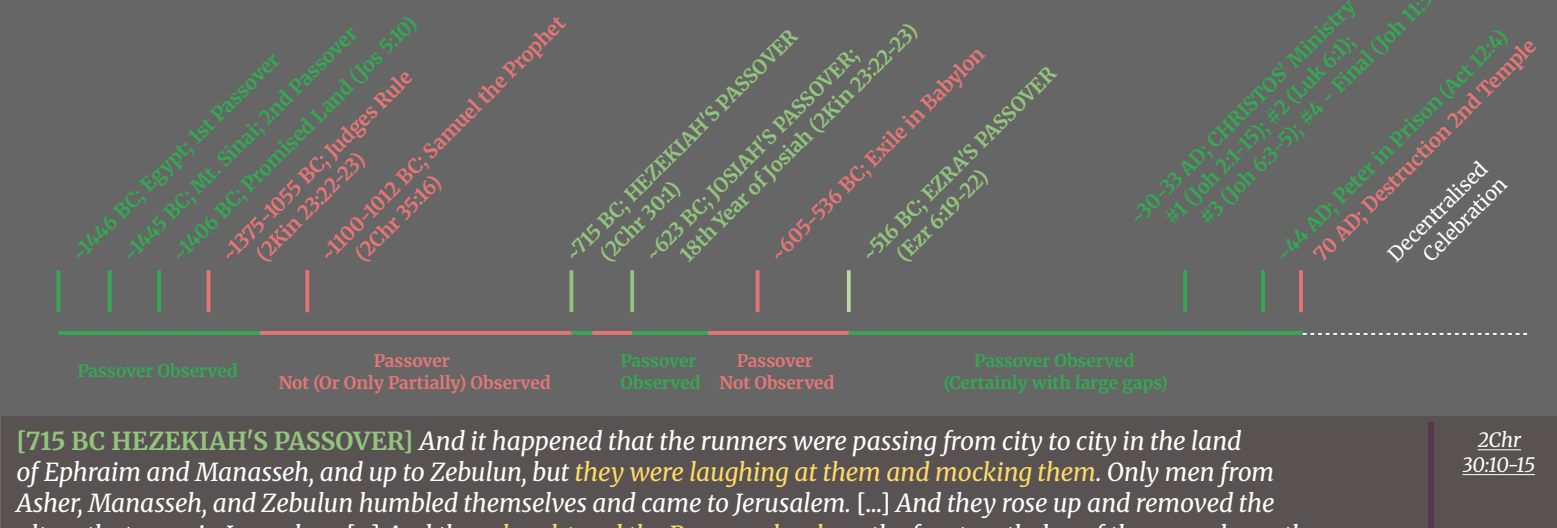 ~1446 BC; Egypt; 1st Passover
~1445 BC; Mt. Sinai; 2nd Passover
~1406 BC; Promised Land (Jos 5:10)
~1375-1055 BC; Judges Rule
(2Kin 23:22-23)
~1100-1012 BC; Samuel the Prophet
(2Chr 35:16)
~715 BC; HEZEKIAH'S PASSOVER
(2Chr 30:1)
~623 BC; JOSIAH'S PASSOVER;
18th Year of Josiah (2Kin 23:22-23)
~605-536 BC; Exile in Babylon
~516 BC; EZRA'S PASSOVER
(Ezr 6:19-22)
~30-33 AD; CHRISTOS' Ministry
#1 (Joh 2:1-15); #2 (Luk 6:1);
#3 (Joh 6:3-5); #4 - Final (Joh 11:5
~44 AD; Peter in Prison (Act 12:4)
70 AD; Destruction 2nd Temple
Decentralised
Celebration
Passover Observed
Passover
Not (Or Only Partially) Observed
Passover
Observed
Passover
Not Observed
Passover Observed
(Certainly with large gaps)
[715 BC HEZEKIAH'S PASSOVER] And it happened that the runners were passing from city to city in the land
of Ephraim and Manasseh, and up to Zebulun, but they were laughing at them and mocking them. Only men from
Asher, Manasseh, and Zebulun humbled themselves and came to Jerusalem. [...] And they rose up and removed the
2Chr
30:10-15